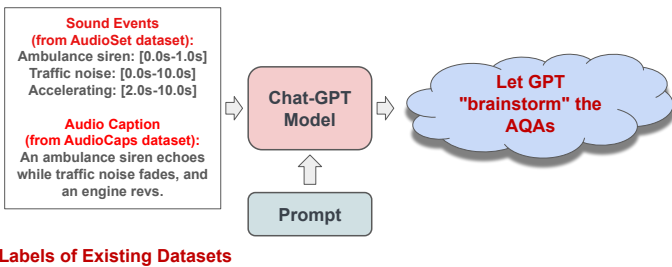 Sound Events
(from AudioSet dataset):
Ambulance siren: [0.0s-1.0s]
Traffic noise: [0.0s-10.0s]
Accelerating: [2.0s-10.0s]
Audio Caption
(from AudioCaps dataset):
An ambulance siren echoes
while traffic noise fades, and
an engine revs.
Chat-GPT
Model
Prompt
Let GPT
"brainstorm" the
AQAs
Labels of Existing Datasets